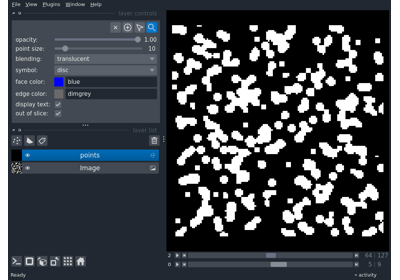 File View Plugins Window Help
layer controls
opacity: 1.00
point size: 10
blending: translucent
symbol: disc
face color: blue
edge color: dimgrey
display text:
out of slice:
layer list
points
Image
2 64 127
0 5 9
Ready activity